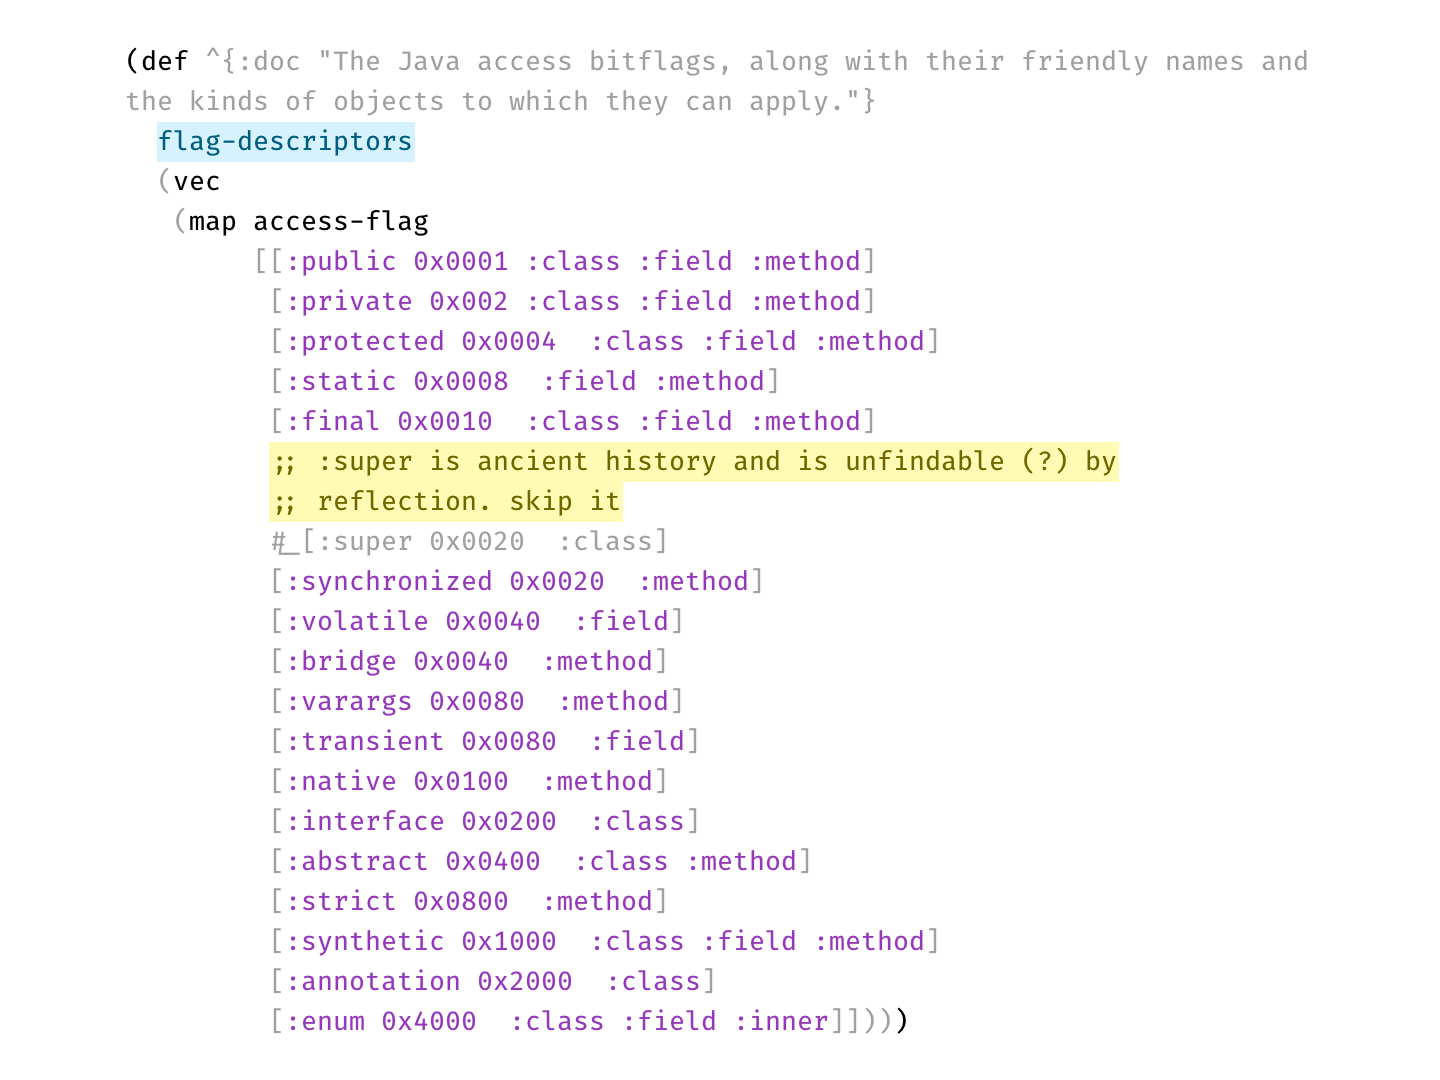 (def ^{:doc "The Java access bitflags, along with their friendly names and
the kinds of objects to which they can apply."}
  flag-descriptors
  (vec
   (map access-flag
        [[:public 0x0001 :class :field :method]
         [:private 0x002 :class :field :method]
         [:protected 0x0004  :class :field :method]
         [:static 0x0008  :field :method]
         [:final 0x0010  :class :field :method]
         ;; :super is ancient history and is unfindable (?) by
         ;; reflection. skip it
         #_[:super 0x0020  :class]
         [:synchronized 0x0020  :method]
         [:volatile 0x0040  :field]
         [:bridge 0x0040  :method]
         [:varargs 0x0080  :method]
         [:transient 0x0080  :field]
         [:native 0x0100  :method]
         [:interface 0x0200  :class]
         [:abstract 0x0400  :class :method]
         [:strict 0x0800  :method]
         [:synthetic 0x1000  :class :field :method]
         [:annotation 0x2000  :class]
         [:enum 0x4000  :class :field :inner]])))